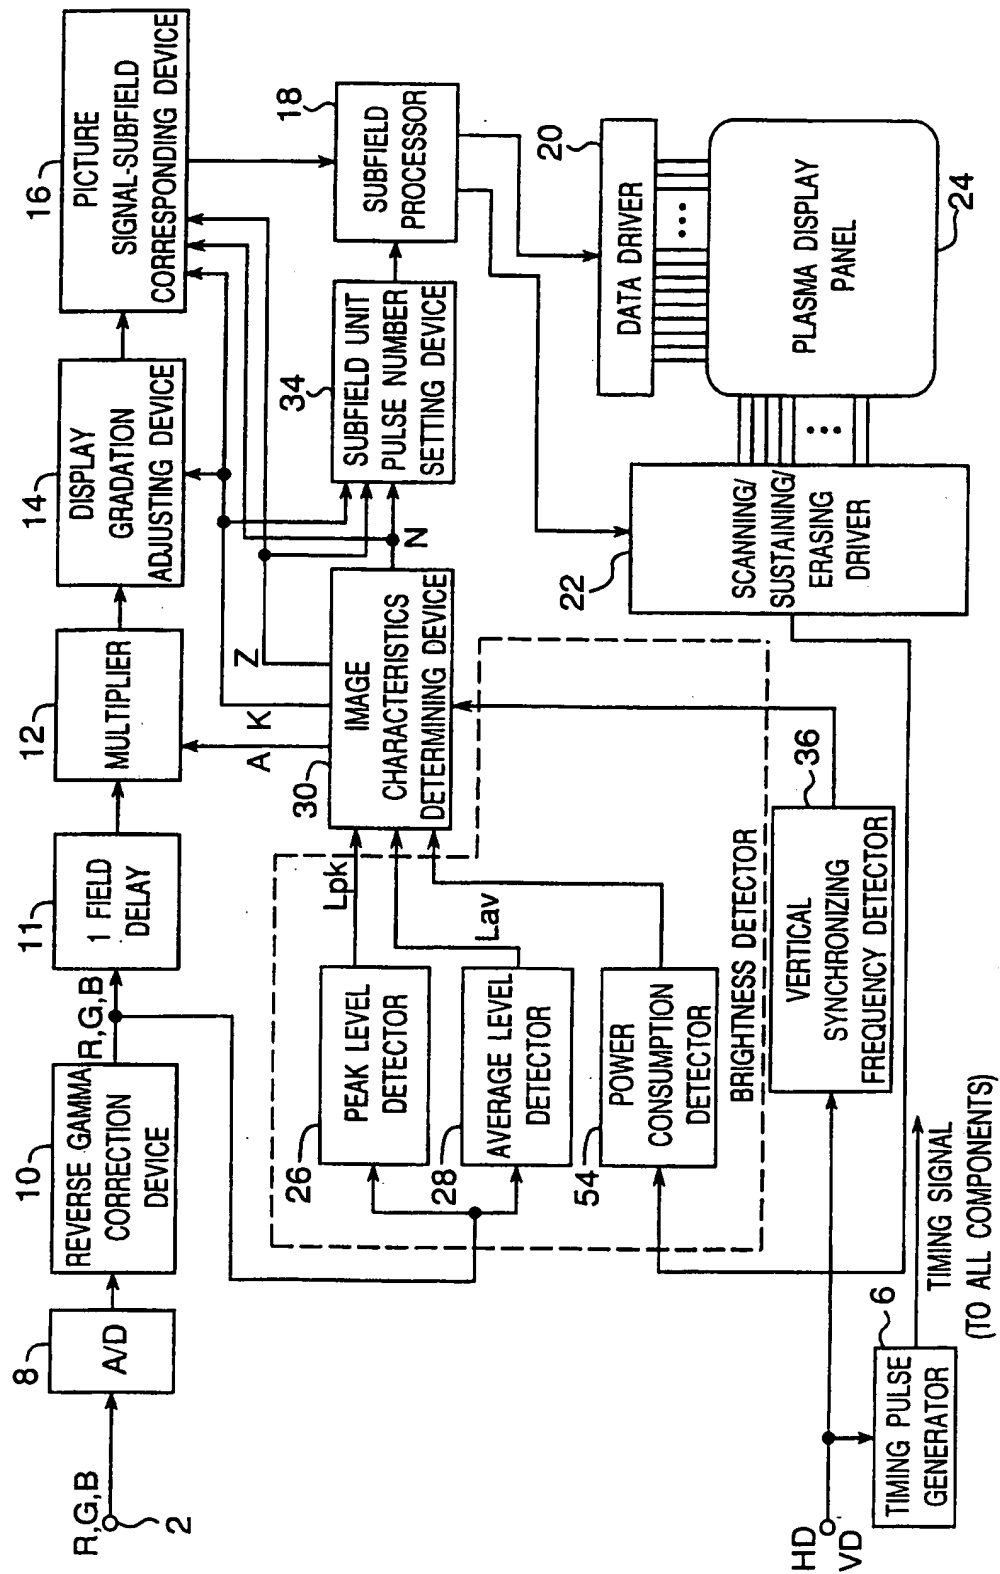 R,G,B
2
8
A/D
10
REVERSE GAMMA
CORRECTION
DEVICE
R,G,B
11
1 FIELD
DELAY
12
MULTIPLIER
14
DISPLAY
GRADATION
ADJUSTING DEVICE
16
PICTURE
SIGNAL-SUBFIELD
CORRESPONDING DEVICE
A
K
Z
26
PEAK LEVEL
DETECTOR
Lpk
28
AVERAGE LEVEL
DETECTOR
Lav
54
POWER
CONSUMPTION
DETECTOR
BRIGHTNESS DETECTOR
30
IMAGE
CHARACTERISTICS
DETERMINING DEVICE
N
34
SUBFIELD UNIT
PULSE NUMBER
SETTING DEVICE
18
SUBFIELD
PROCESSOR
20
DATA DRIVER
22
SCANNING/
SUSTAINING/
ERASING
DRIVER
PLASMA DISPLAY
PANEL
24
36
VERTICAL
SYNCHRONIZING
FREQUENCY DETECTOR
HD
VD
6
TIMING PULSE
GENERATOR
TIMING SIGNAL
(TO ALL COMPONENTS)